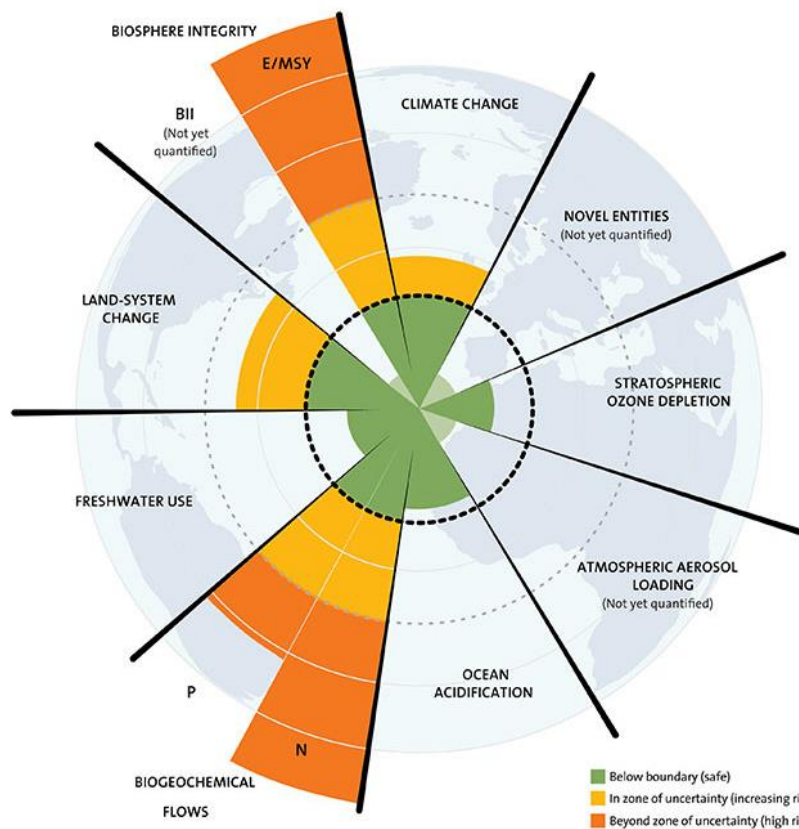 BIOSPHERE INTEGRITY
E/MSY
BII
(Not yet
quantified)
CLIMATE CHANGE
NOVEL ENTITIES
(Not yet quantified)
LAND-SYSTEM
CHANGE
STRATOSPHERIC
OZONE DEPLETION
FRESHWATER USE
ATMOSPHERIC AEROSOL
LOADING
(Not yet quantified)
OCEAN
ACIDIFICATION
P
N
BIOGEOCHEMICAL
FLOWS
Below boundary (safe)
In zone of uncertainty (increasing ri
Beyond zone of uncertainty (high ri